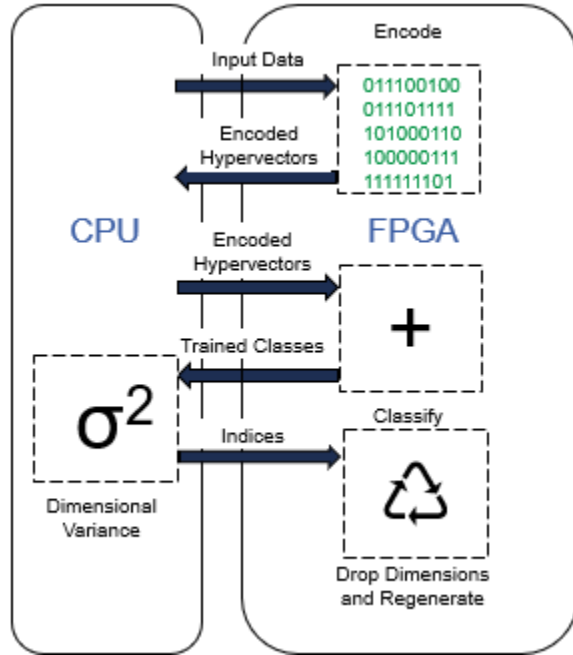 Encode
Input Data
011100100
011101111
101000110
100000111
111111101
Encoded
Hypervectors
CPU
FPGA
Encoded
Hypervectors
+
Trained Classes
σ²
Classify
Indices
Dimensional
Variance
Drop Dimensions
and Regenerate